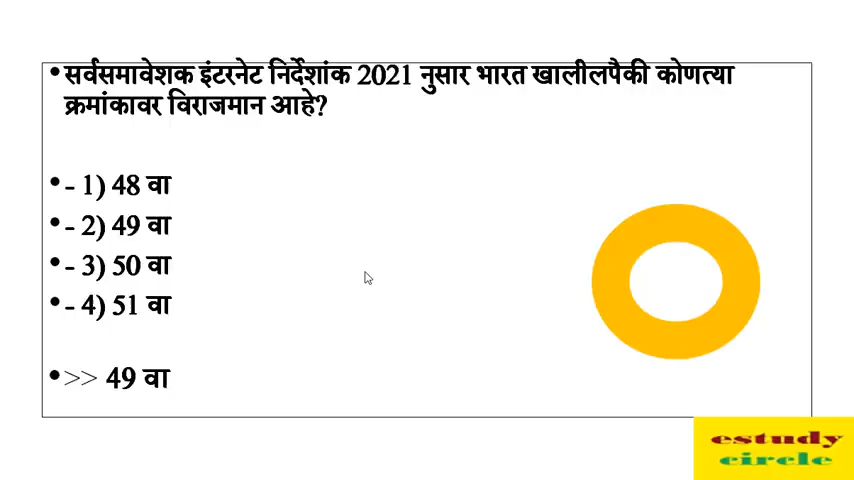 • सर्वसमावेशक इंटरनेट निर्देशांक 2021 नुसार भारत खालीलपैकी कोणत्या
क्रमांकावर विराजमान आहे?
• - 1) 48 वा
• - 2) 49 वा
• - 3) 50 वा
• - 4) 51 वा
• >> 49 वा
estudy
circle